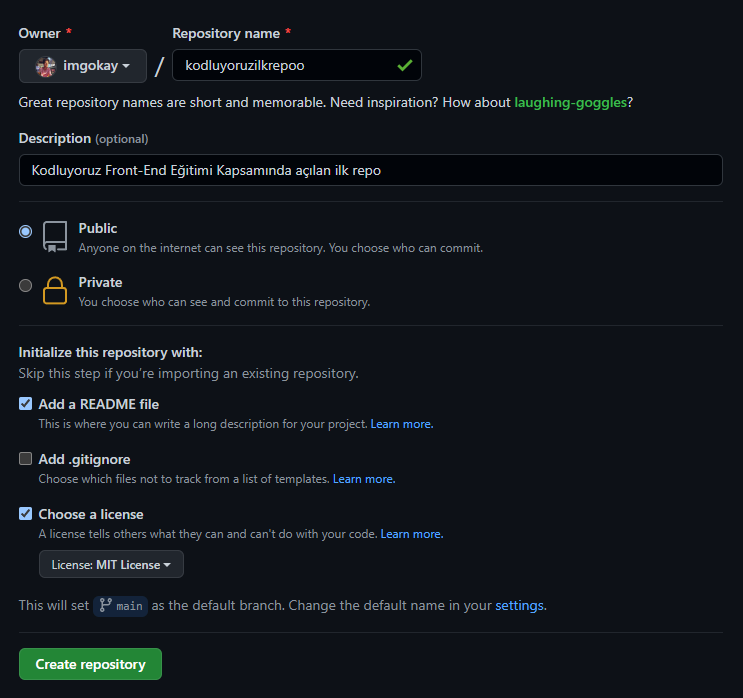 Owner * Repository name *
imgokay / kodluyoruzilkrepoo
Great repository names are short and memorable. Need inspiration? How about laughing-goggles?
Description (optional)
Kodluyoruz Front-End Eğitimi Kapsamında açılan ilk repo
Public
Anyone on the internet can see this repository. You choose who can commit.
Private
You choose who can see and commit to this repository.
Initialize this repository with:
Skip this step if you're importing an existing repository.
Add a README file
This is where you can write a long description for your project. Learn more.
Add .gitignore
Choose which files not to track from a list of templates. Learn more.
Choose a license
A license tells others what they can and can't do with your code. Learn more.
License: MIT License
This will set main as the default branch. Change the default name in your settings.
Create repository